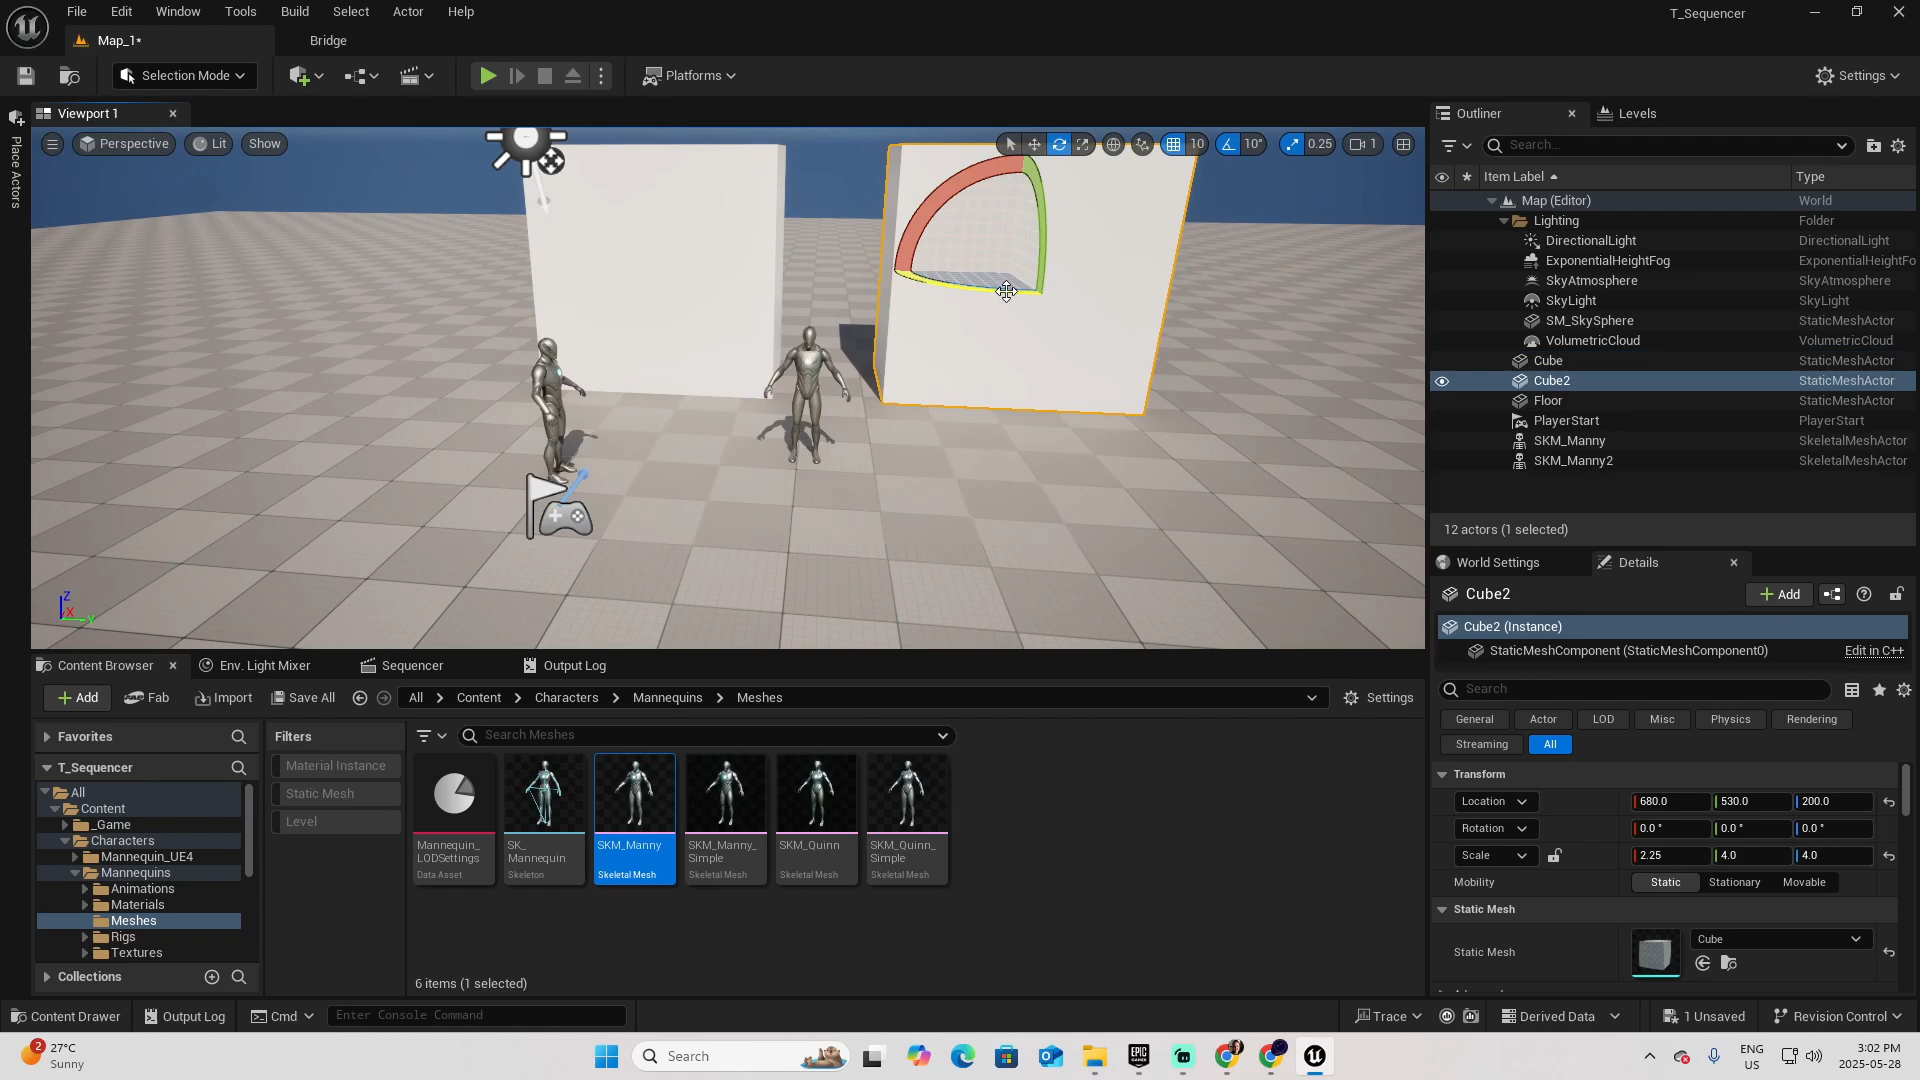 File Edit Window Tools Build Select Actor Help
T_Sequencer
Map_1*
Bridge
Selection Mode
Platforms
Settings
Place Actors
Viewport 1
Perspective
Lit
Show
10
10°
0.25
1
Outliner
Levels
Search...
Item Label
Type
Map (Editor) World
Lighting Folder
DirectionalLight DirectionalLight
ExponentialHeightFog ExponentialHeightFo
SkyAtmosphere SkyAtmosphere
SkyLight SkyLight
SM_SkySphere StaticMeshActor
VolumetricCloud VolumetricCloud
Cube StaticMeshActor
Cube2 StaticMeshActor
Floor StaticMeshActor
PlayerStart PlayerStart
SKM_Manny SkeletalMeshActor
SKM_Manny2 SkeletalMeshActor
12 actors (1 selected)
World Settings
Details
Cube2
Add
Cube2 (Instance)
StaticMeshComponent (StaticMeshComponent0) Edit in C++
Search
General Actor LOD Misc Physics Rendering
Streaming All
Transform
Location 680.0 530.0 200.0
Rotation 0.0° 0.0° 0.0°
Scale 2.25 4.0 4.0
Mobility Static Stationary Movable
Static Mesh
Static Mesh Cube
Z
X
Y
Content Browser
Env. Light Mixer
Sequencer
Output Log
Add Fab Import Save All All Content Characters Mannequins Meshes Settings
Favorites
T_Sequencer
All
Content
_Game
Characters
Mannequin_UE4
Mannequins
Animations
Materials
Meshes
Rigs
Textures
Collections
Filters
Material Instance
Static Mesh
Level
Search Meshes
Mannequin_
LODSettings
Data Asset
SK_
Mannequin
Skeleton
SKM_Manny
Skeletal Mesh
SKM_Manny_
Simple
Skeletal Mesh
SKM_Quinn
Skeletal Mesh
SKM_Quinn_
Simple
Skeletal Mesh
6 items (1 selected)
Content Drawer Output Log Cmd Enter Console Command Trace Derived Data 1 Unsaved Revision Control
2
27°C
Sunny
Search
EPIC
GAMES
ENG
US
3:02 PM
2025-05-28